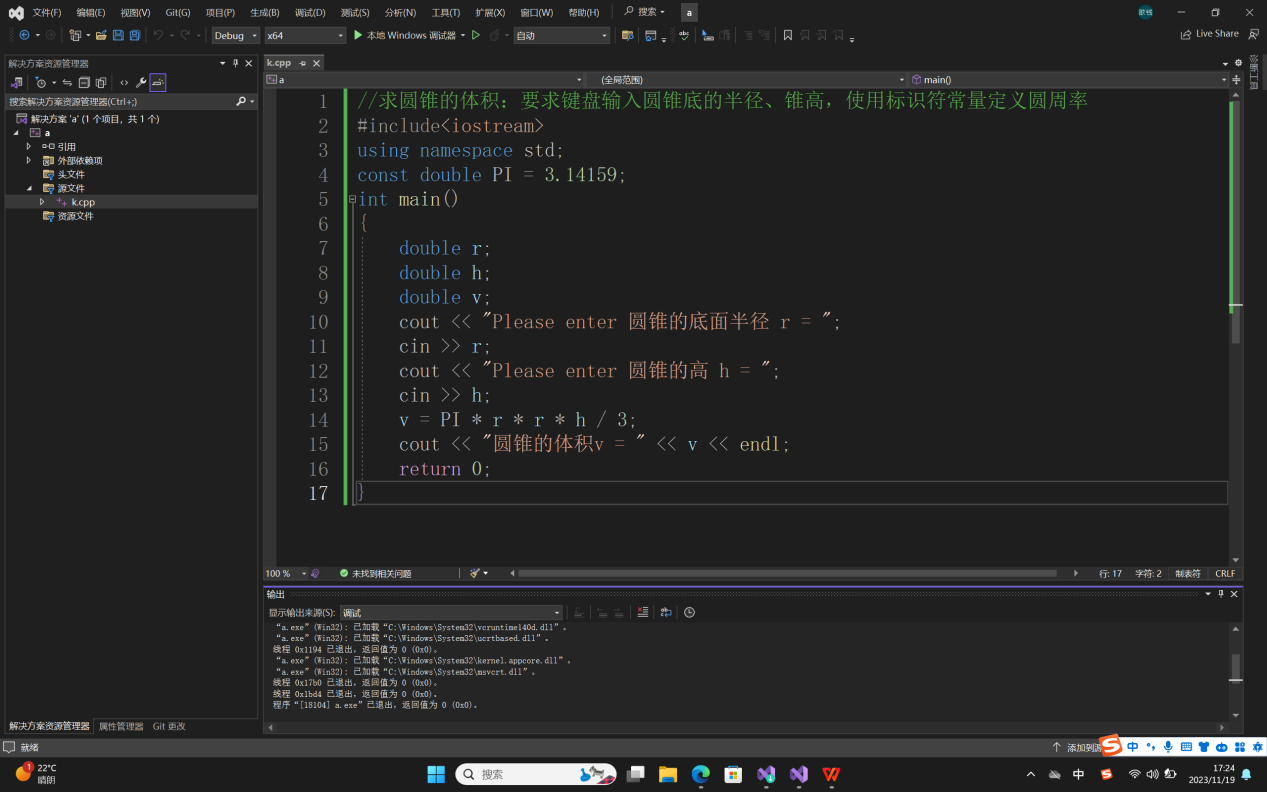 文件(F) 编辑(E) 视图(V) Git(G) 项目(P) 生成(B) 调试(D) 测试(S) 分析(N) 工具(T) 扩展(X) 窗口(W) 帮助(H) 搜索 a
Debug x64 本地 Windows 调试器 自动 Live Share
解决方案资源管理器
搜索解决方案资源管理器(Ctrl+;)
解决方案 'a' (1 个项目，共 1 个)
a
引用
外部依赖项
头文件
源文件
k.cpp
资源文件
解决方案资源管理器 属性管理器 Git 更改
k.cpp
诊断工具
a (全局范围) main()
1 //求圆锥的体积：要求键盘输入圆锥底的半径、锥高，使用标识符常量定义圆周率
2 #include<iostream>
3 using namespace std;
4 const double PI = 3.14159;
5 int main()
6 {
7 double r;
8 double h;
9 double v;
10 cout << "Please enter 圆锥的底面半径 r = ";
11 cin >> r;
12 cout << "Please enter 圆锥的高 h = ";
13 cin >> h;
14 v = PI * r * r * h / 3;
15 cout << "圆锥的体积v = " << v << endl;
16 return 0;
17 }
100 % 未找到相关问题 行: 17 字符: 2 制表符 CRLF
输出
显示输出来源(S): 调试
“a.exe”(Win32): 已加载“C:\Windows\System32\vcruntime140d.dll”。
“a.exe”(Win32): 已加载“C:\Windows\System32\ucrtbased.dll”。
线程 0x1194 已退出，返回值为 0 (0x0)。
“a.exe”(Win32): 已加载“C:\Windows\System32\kernel.appcore.dll”。
“a.exe”(Win32): 已加载“C:\Windows\System32\msvcrt.dll”。
线程 0x17b0 已退出，返回值为 0 (0x0)。
线程 0x1bd4 已退出，返回值为 0 (0x0)。
程序“[18104] a.exe”已退出，返回值为 0 (0x0)。
就绪 添加到源 中
1 22°C
晴朗
搜索
中
17:24
2023/11/19